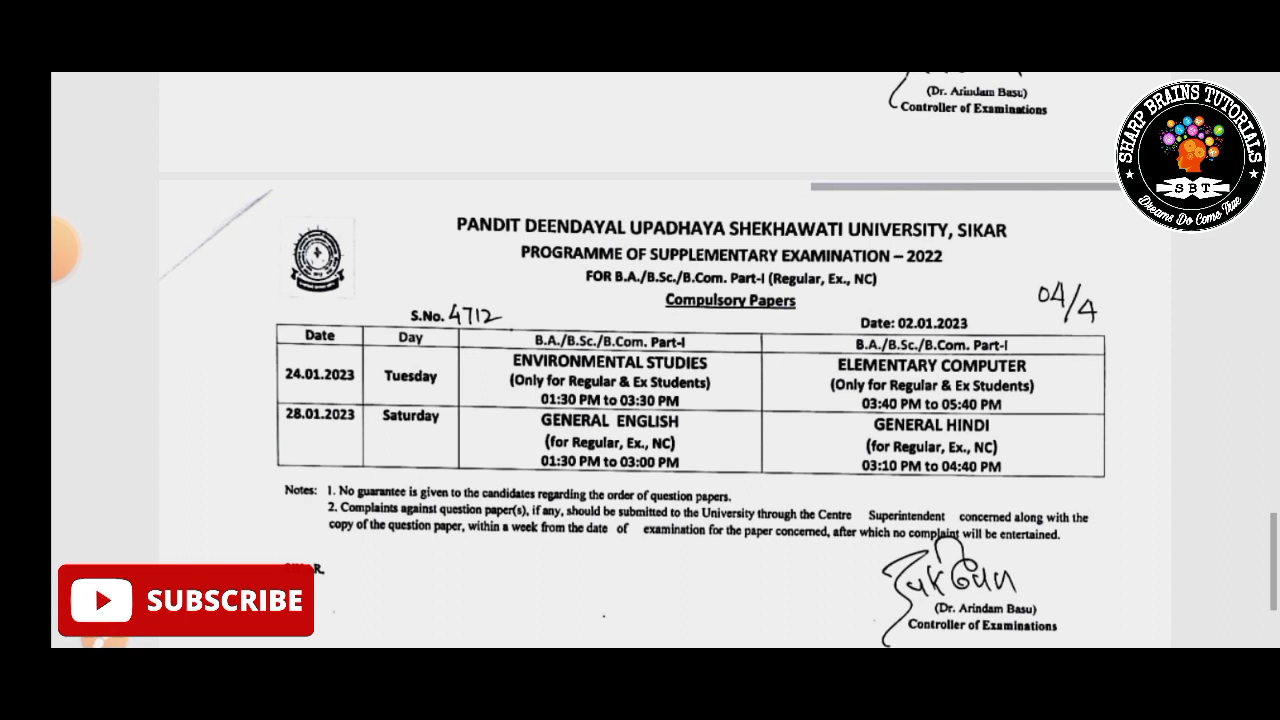 (Dr. Arindam Basu)
Controller of Examinations
SHARP BRAINS TUTORIALS
SBT
Dreams Do Come True
PANDIT DEENDAYAL UPADHAYA SHEKHAWATI UNIVERSITY, SIKAR
PROGRAMME OF SUPPLEMENTARY EXAMINATION – 2022
FOR B.A./B.Sc./B.Com. Part-I (Regular, Ex., NC)
Compulsory Papers
04/4
S.No. 4712
Date: 02.01.2023
Date Day B.A./B.Sc./B.Com. Part-I B.A./B.Sc./B.Com. Part-I
24.01.2023 Tuesday ENVIRONMENTAL STUDIES ELEMENTARY COMPUTER
(Only for Regular & Ex Students) (Only for Regular & Ex Students)
01:30 PM to 03:30 PM 03:40 PM to 05:40 PM
28.01.2023 Saturday GENERAL ENGLISH GENERAL HINDI
(for Regular, Ex., NC) (for Regular, Ex., NC)
01:30 PM to 03:00 PM 03:10 PM to 04:40 PM
Notes: 1. No guarantee is given to the candidates regarding the order of question papers.
2. Complaints against question paper(s), if any, should be submitted to the University through the Centre Superintendent concerned along with the
copy of the question paper, within a week from the date of examination for the paper concerned, after which no complaint will be entertained.
(Dr. Arindam Basu)
Controller of Examinations
SUBSCRIBE